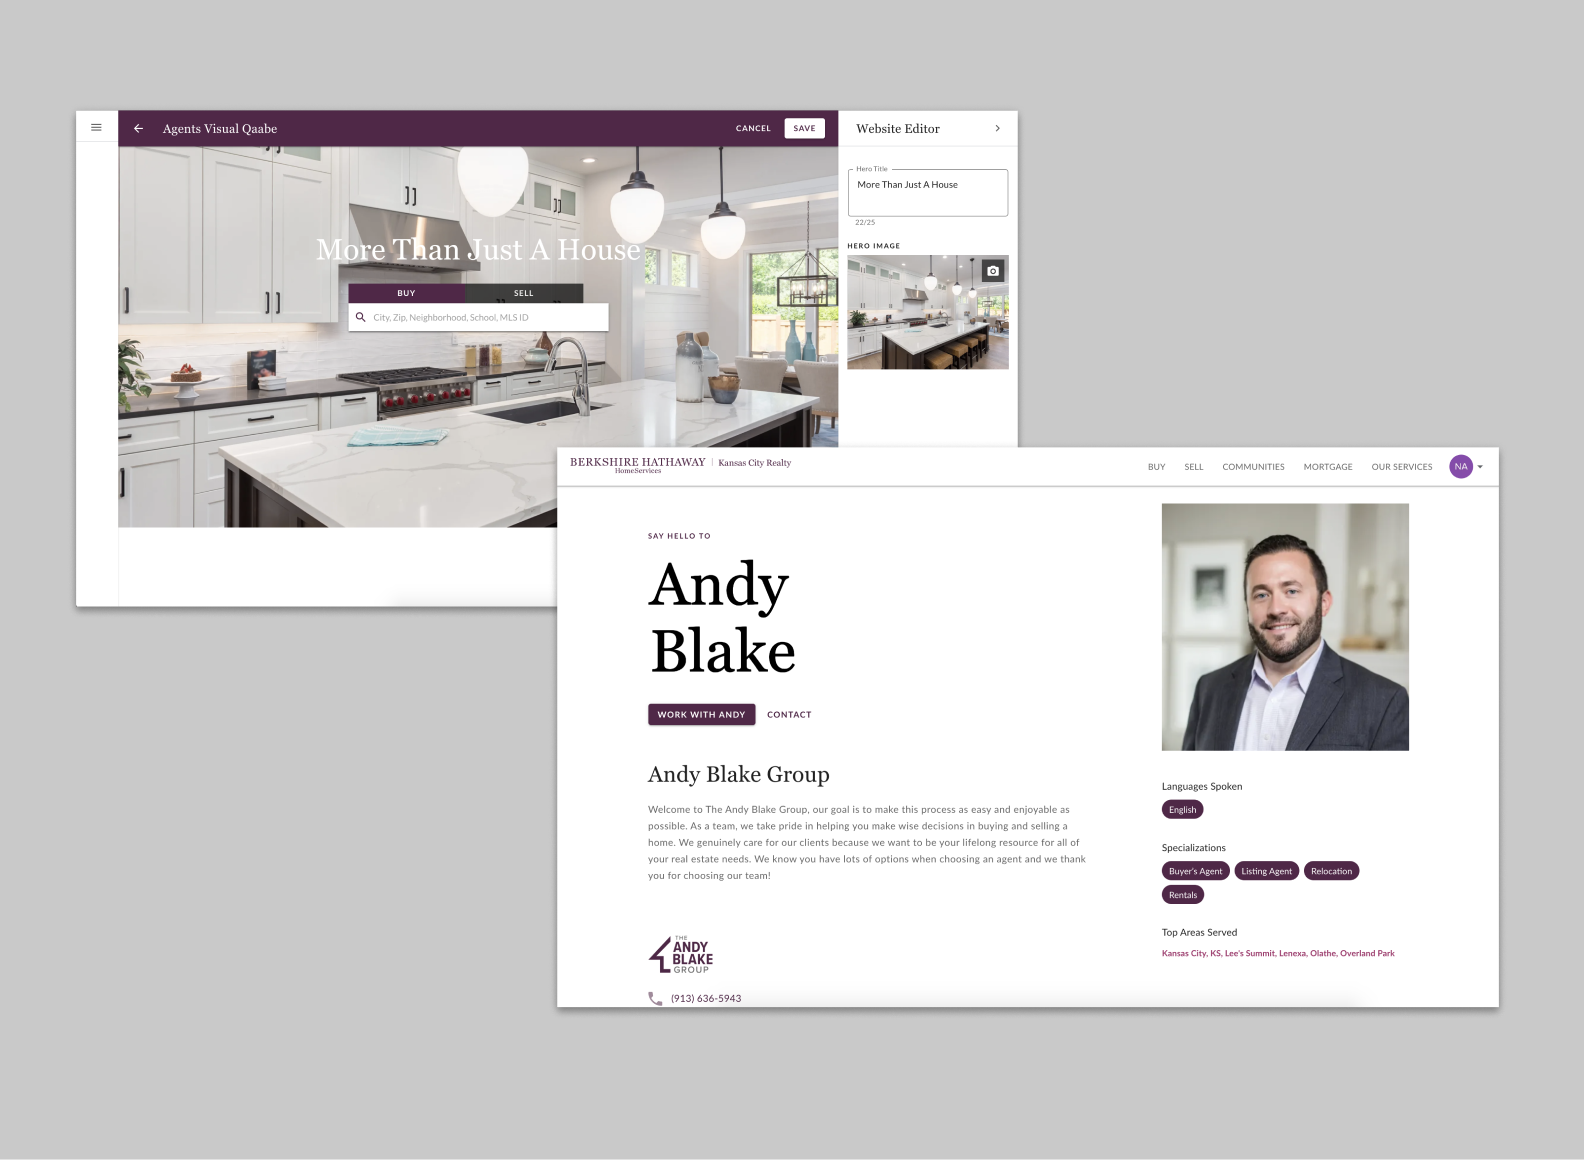 Agents Visual Qaabe
CANCEL
SAVE
Website Editor
More Than Just A House
BUY
SELL
City, Zip, Neighborhood, School, MLS ID
Hero Title
More Than Just A House
22/25
HERO IMAGE
BERKSHIRE HATHAWAY
HomeServices
Kansas City Realty
BUY
SELL
COMMUNITIES
MORTGAGE
OUR SERVICES
NA
SAY HELLO TO
Andy
Blake
WORK WITH ANDY
CONTACT
Andy Blake Group
Welcome to The Andy Blake Group, our goal is to make this process as easy and enjoyable as
possible. As a team, we take pride in helping you make wise decisions in buying and selling a
home. We genuinely care for our clients because we want to be your lifelong resource for all of
your real estate needs. We know you have lots of options when choosing an agent and we thank
you for choosing our team!
THE
ANDY
BLAKE
GROUP
(913) 636-5943
Languages Spoken
English
Specializations
Buyer's Agent
Listing Agent
Relocation
Rentals
Top Areas Served
Kansas City, KS, Lee's Summit, Lenexa, Olathe, Overland Park